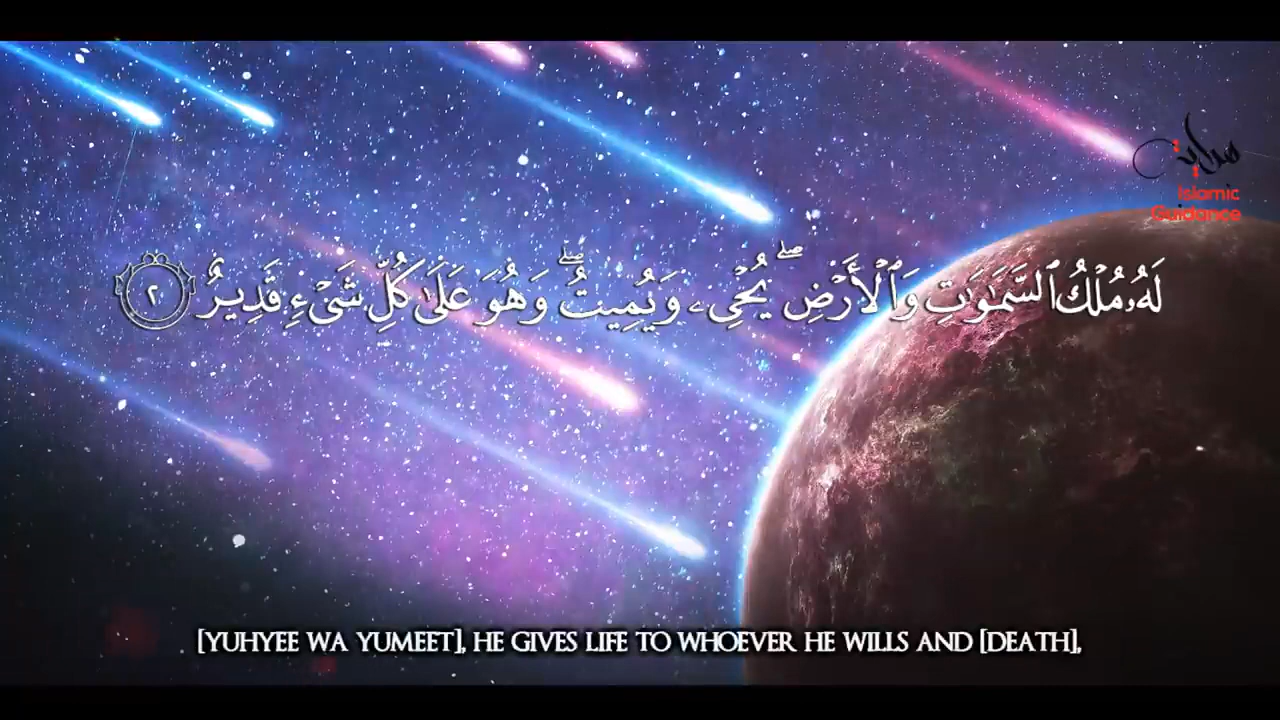 هداية
Islamic
Guidance
لَهُۥ مُلْكُ ٱلسَّمَٰوَٰتِ وَٱلْأَرْضِ ۖ يُحْىِۦ وَيُمِيتُ ۖ وَهُوَ عَلَىٰ كُلِّ شَىْءٍ قَدِيرٌ ٢
[YUHYEE WA YUMEET], HE GIVES LIFE TO WHOEVER HE WILLS AND [DEATH],